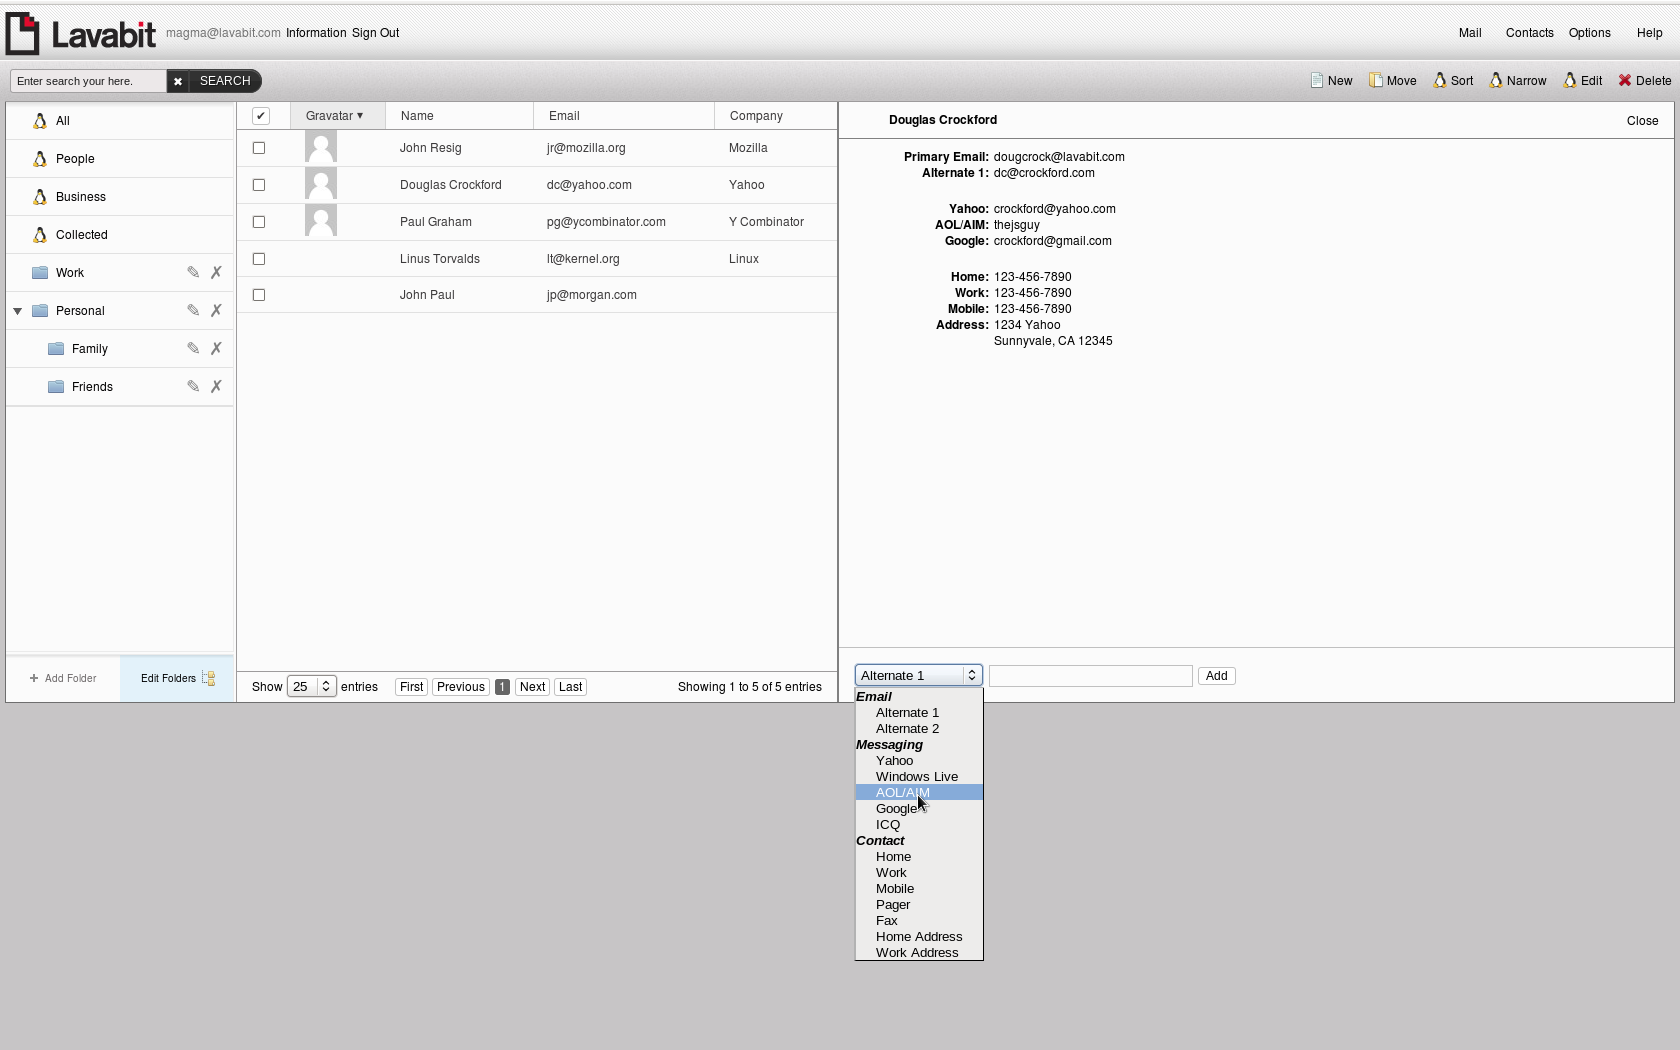 Lavabit magma@lavabit.com Information Sign Out Mail Contacts Options Help
Enter search your here. ✖ SEARCH New Move Sort Narrow Edit Delete
All
People
Business
Collected
Work
Personal
Family
Friends
+ Add Folder Edit Folders
✔ Gravatar ▼ Name Email Company
John Resig jr@mozilla.org Mozilla
Douglas Crockford dc@yahoo.com Yahoo
Paul Graham pg@ycombinator.com Y Combinator
Linus Torvalds lt@kernel.org Linux
John Paul jp@morgan.com
Show 25 entries First Previous 1 Next Last Showing 1 to 5 of 5 entries
Douglas Crockford Close
Primary Email: dougcrock@lavabit.com
Alternate 1: dc@crockford.com
Yahoo: crockford@yahoo.com
AOL/AIM: thejsguy
Google: crockford@gmail.com
Home: 123-456-7890
Work: 123-456-7890
Mobile: 123-456-7890
Address: 1234 Yahoo
Sunnyvale, CA 12345
Alternate 1 Add
Email
Alternate 1
Alternate 2
Messaging
Yahoo
Windows Live
AOL/AIM
Google
ICQ
Contact
Home
Work
Mobile
Pager
Fax
Home Address
Work Address